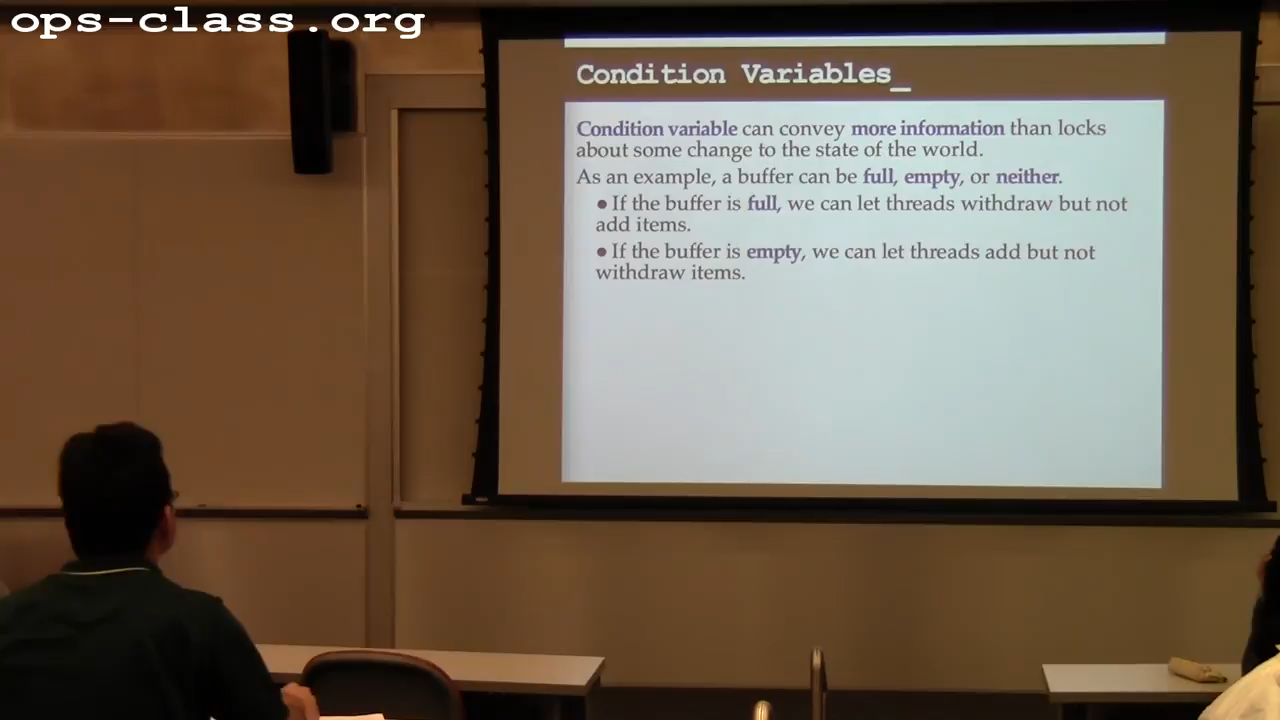 ops-class.org
Condition Variables_
Condition variable can convey more information than locks
about some change to the state of the world.
As an example, a buffer can be full, empty, or neither.
● If the buffer is full, we can let threads withdraw but not
add items.
● If the buffer is empty, we can let threads add but not
withdraw items.